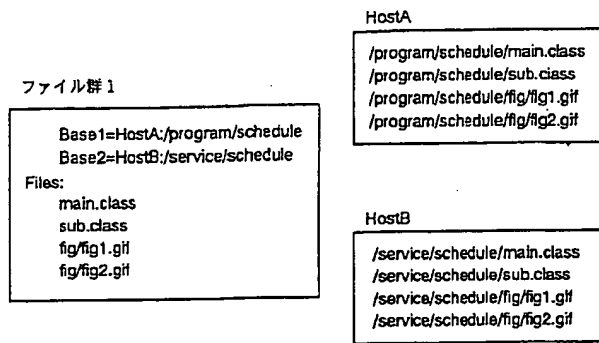 ファイル群1
Base1=HostA:/program/schedule
Base2=HostB:/service/schedule
Files:
main.class
sub.class
fig/fig1.gif
fig/fig2.gif
HostA
/program/schedule/main.class
/program/schedule/sub.class
/program/schedule/fig/fig1.gif
/program/schedule/fig/fig2.gif
HostB
/service/schedule/main.class
/service/schedule/sub.class
/service/schedule/fig/fig1.gif
/service/schedule/fig/fig2.gif